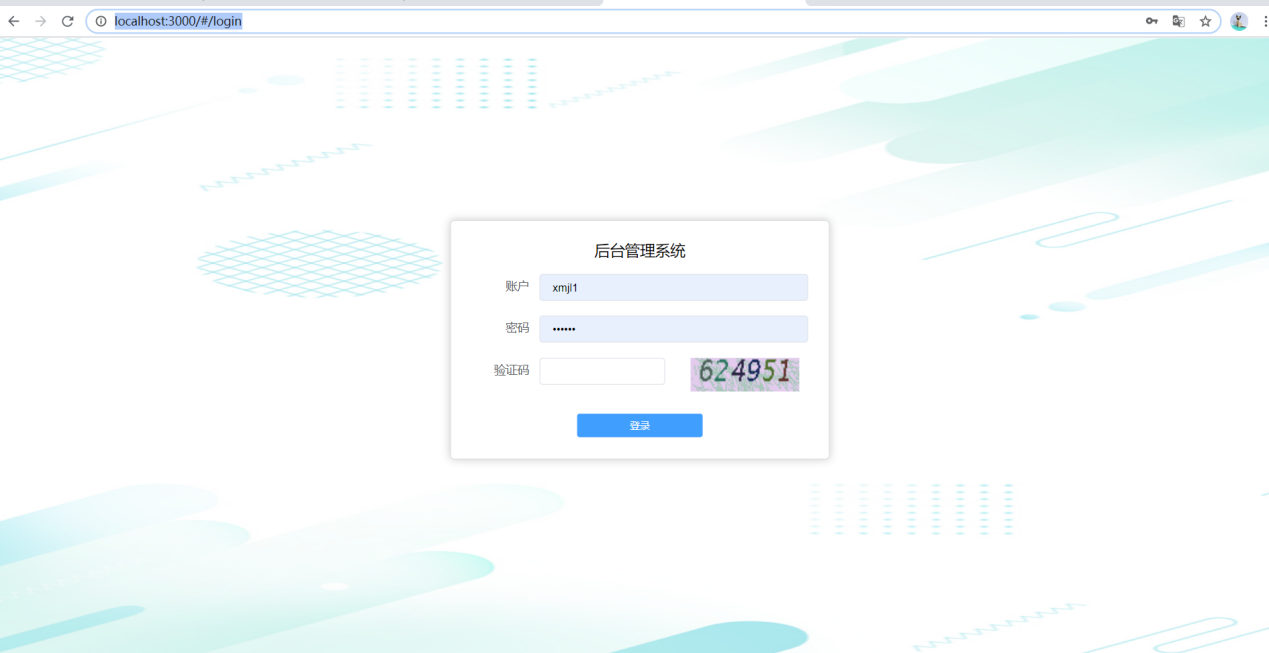 localhost:3000/#/login
后台管理系统
账户 xmjl1
密码 ••••••
验证码 624951
登录